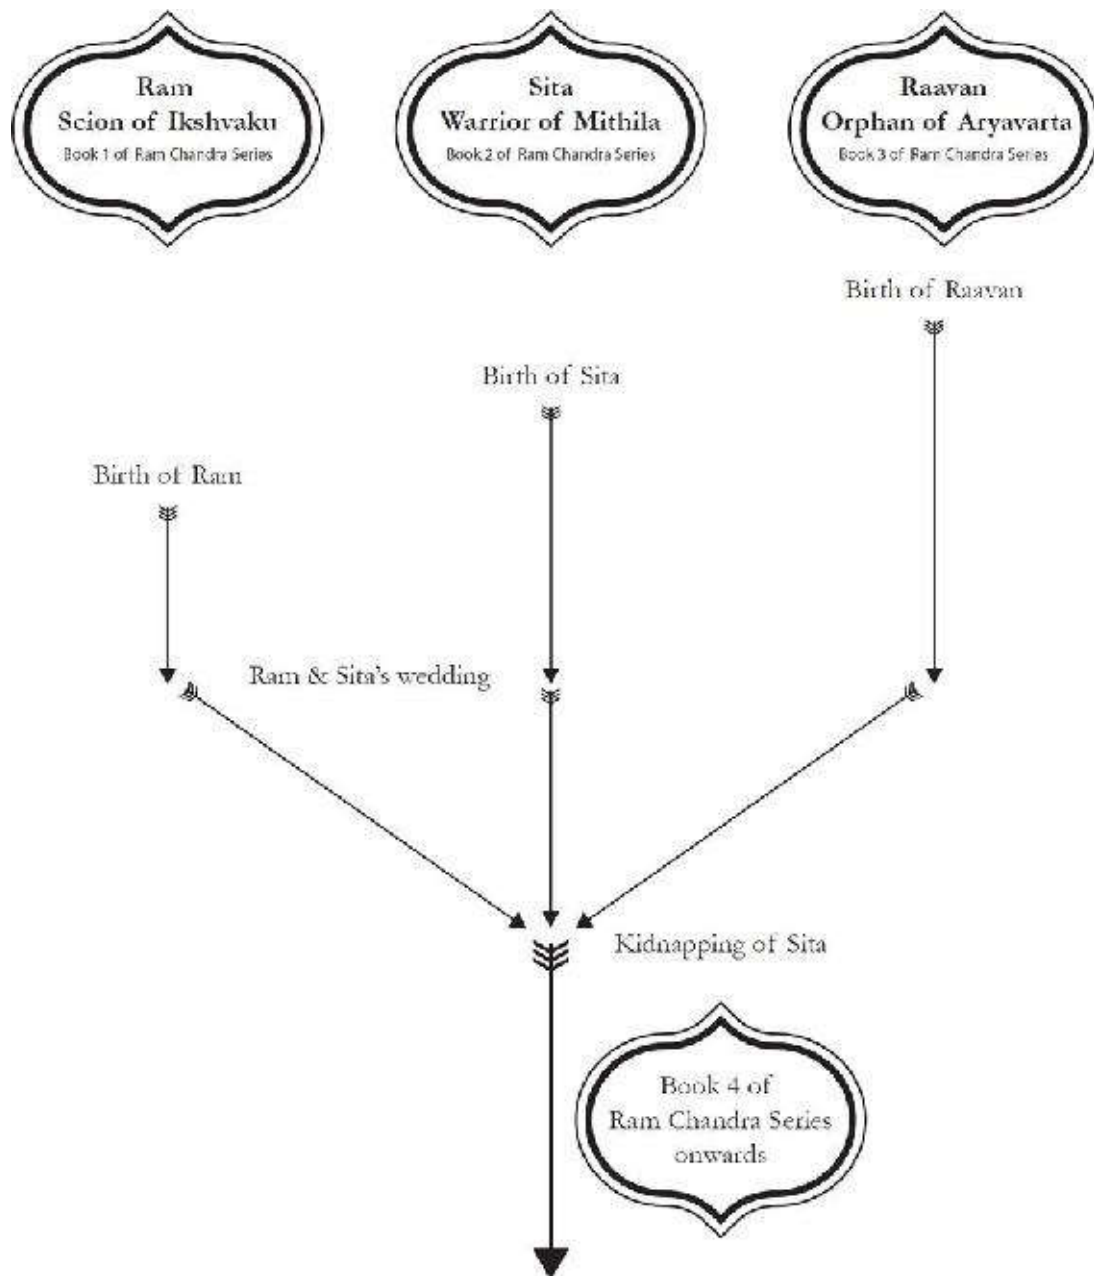 Ram
Scion of Ikshvaku
Book 1 of Ram Chandra Series
Sita
Warrior of Mithila
Book 2 of Ram Chandra Series
Raavan
Orphan of Aryavarta
Book 3 of Ram Chandra Series
Birth of Raavan
Birth of Sita
Birth of Ram
Ram & Sita's wedding
Kidnapping of Sita
Book 4 of
Ram Chandra Series
onwards